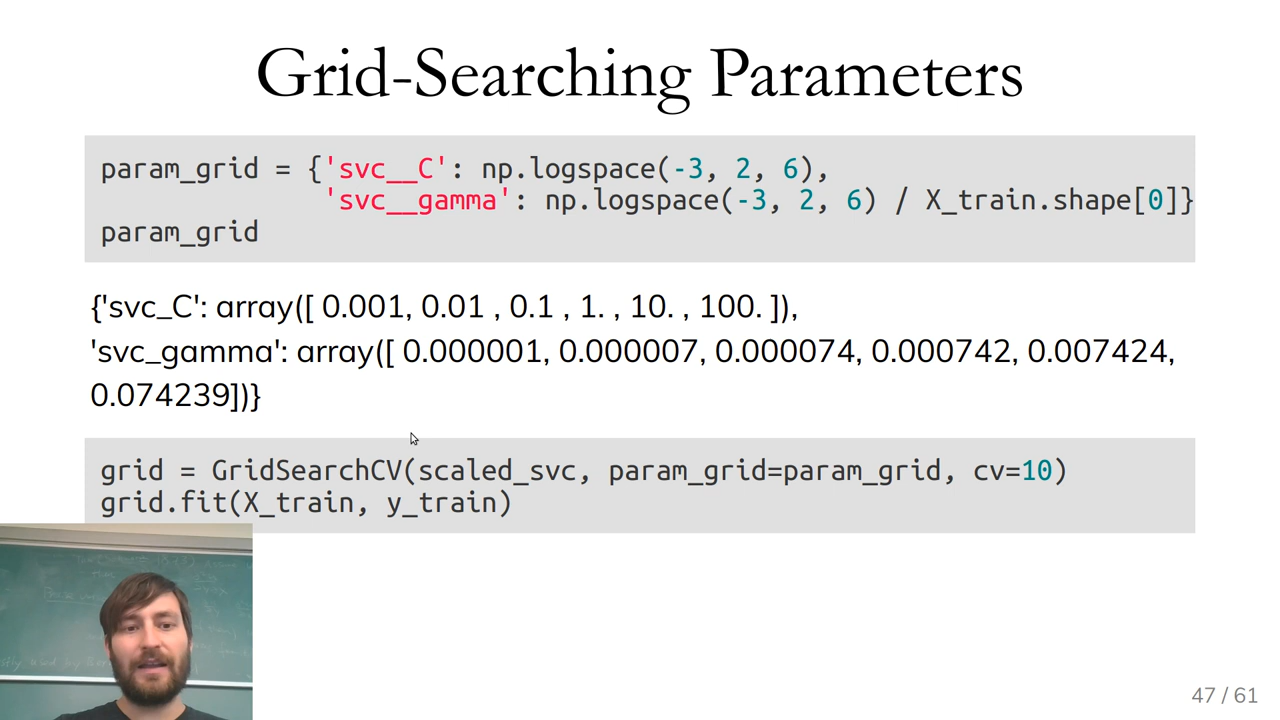 Grid-Searching Parameters
param_grid = {'svc__C': np.logspace(-3, 2, 6),
'svc__gamma': np.logspace(-3, 2, 6) / X_train.shape[0]}
param_grid
{'svc_C': array([ 0.001, 0.01 , 0.1 , 1. , 10. , 100. ]),
'svc_gamma': array([ 0.000001, 0.000007, 0.000074, 0.000742, 0.007424,
0.074239])}
grid = GridSearchCV(scaled_svc, param_grid=param_grid, cv=10)
grid.fit(X_train, y_train)
47 / 61